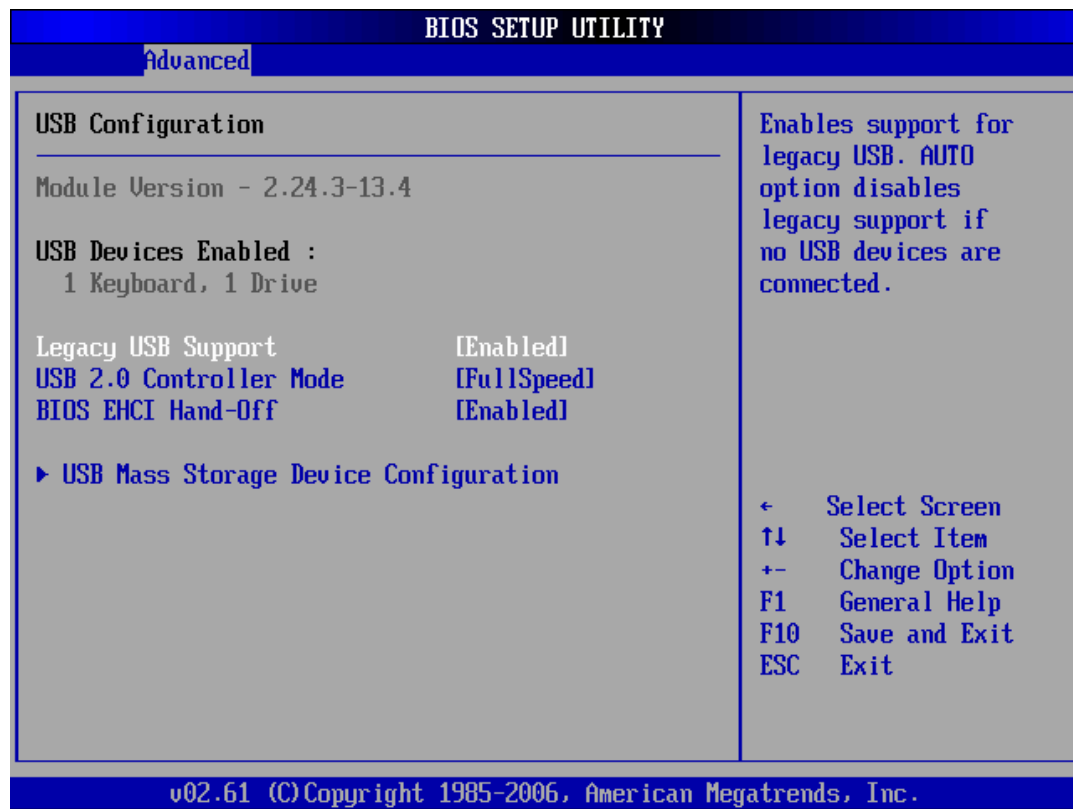 BIOS SETUP UTILITY
Advanced
USB Configuration
Module Version - 2.24.3-13.4
USB Devices Enabled :
1 Keyboard, 1 Drive
Legacy USB Support [Enabled]
USB 2.0 Controller Mode [FullSpeed]
BIOS EHCI Hand-Off [Enabled]
▶ USB Mass Storage Device Configuration
Enables support for
legacy USB. AUTO
option disables
legacy support if
no USB devices are
connected.
← Select Screen
↑↓ Select Item
+- Change Option
F1 General Help
F10 Save and Exit
ESC Exit
v02.61 (C)Copyright 1985-2006, American Megatrends, Inc.